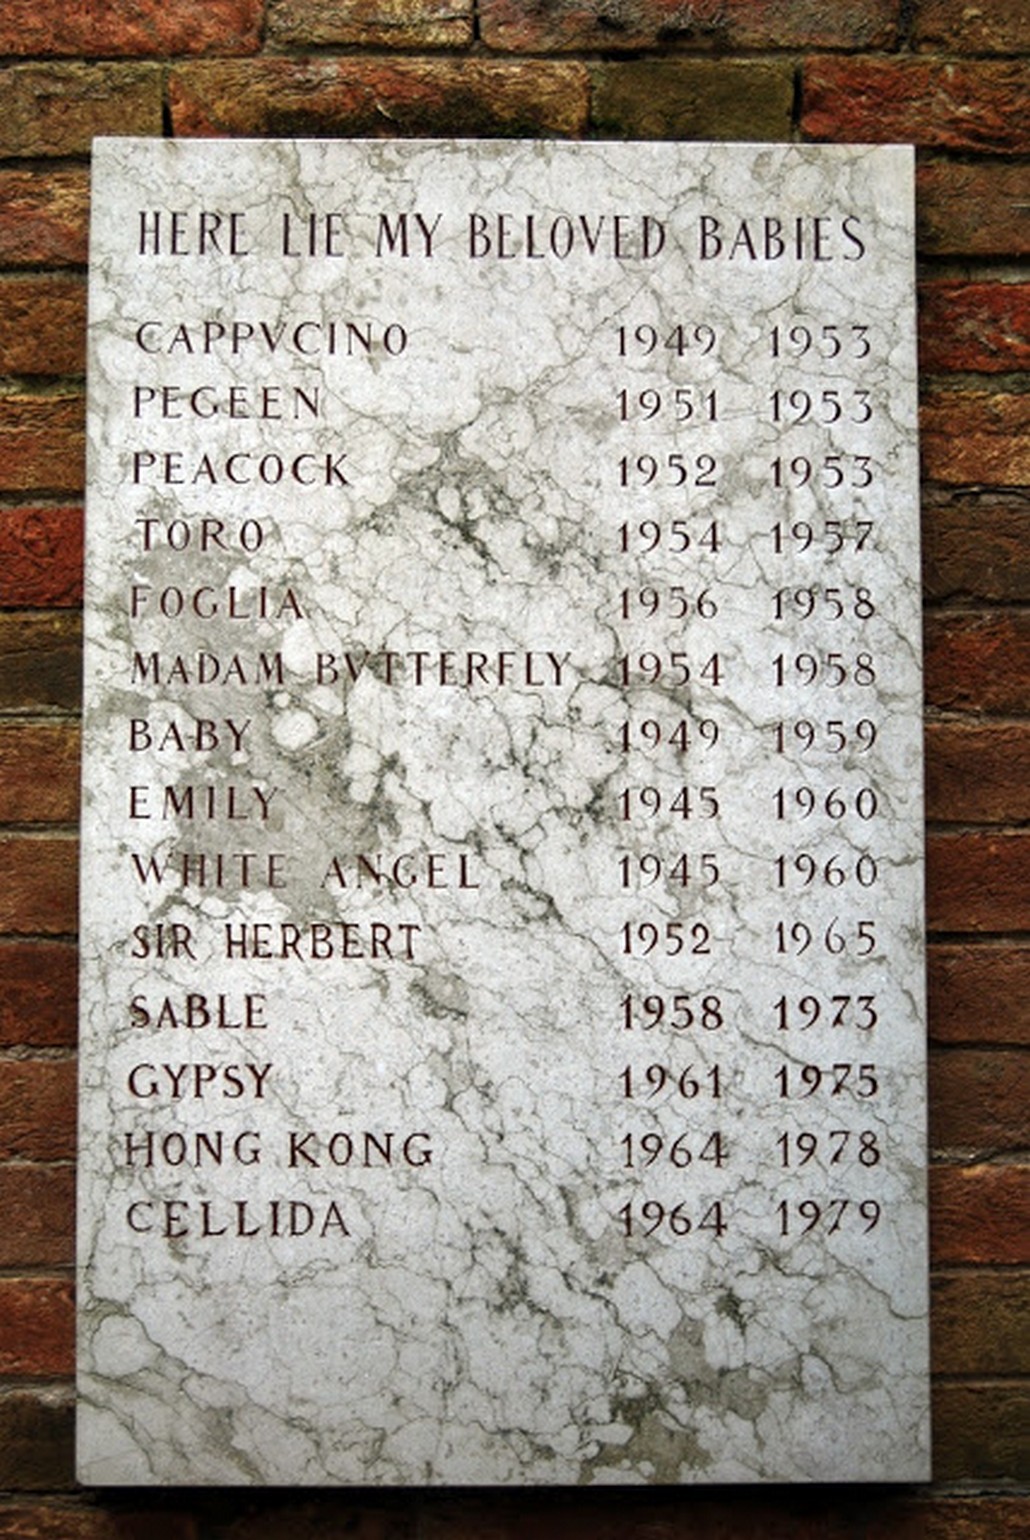 HERE LIE MY BELOVED BABIES
CAPPVCINO 1949 1953
PEGEEN 1951 1953
PEACOCK 1952 1953
TORO 1954 1957
FOGLIA 1956 1958
MADAM BVTTERFLY 1954 1958
BABY 1949 1959
EMILY 1945 1960
WHITE ANGEL 1945 1960
SIR HERBERT 1952 1965
SABLE 1958 1973
GYPSY 1961 1975
HONG KONG 1964 1978
CELLIDA 1964 1979